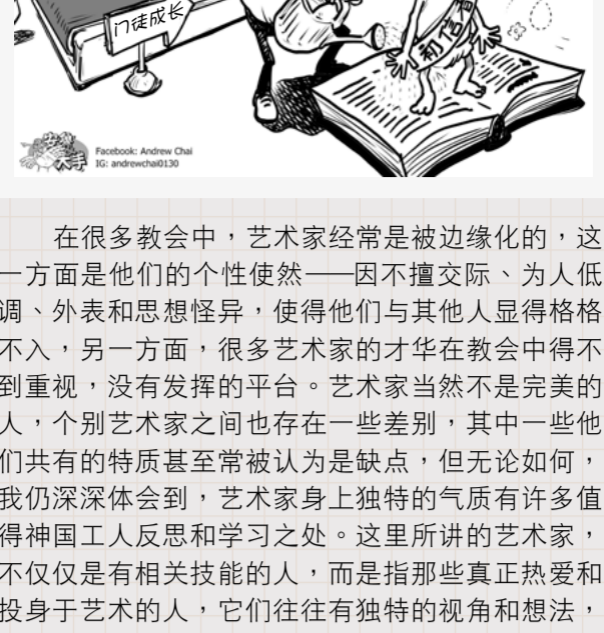 门徒成长
初信者
安得
大手
Facebook: Andrew Chai
IG: andrewchai0130
在很多教会中，艺术家经常是被边缘化的，这
一方面是他们的个性使然——因不擅交际、为人低
调、外表和思想怪异，使得他们与其他人显得格格
不入，另一方面，很多艺术家的才华在教会中得不
到重视，没有发挥的平台。艺术家当然不是完美的
人，个别艺术家之间也存在一些差别，其中一些他
们共有的特质甚至常被认为是缺点，但无论如何，
我仍深深体会到，艺术家身上独特的气质有许多值
得神国工人反思和学习之处。这里所讲的艺术家，
不仅仅是有相关技能的人，而是指那些真正热爱和
投身于艺术的人，它们往往有独特的视角和想法，